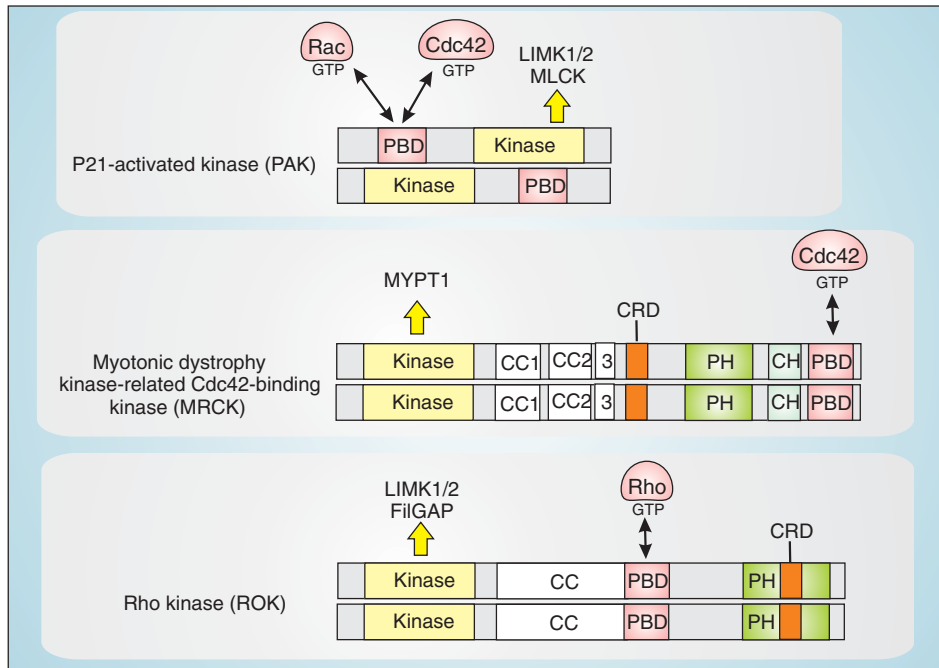 Rac
GTP
Cdc42
GTP
LIMK1/2
MLCK
P21-activated kinase (PAK)
PBD
Kinase
Kinase
PBD
Cdc42
GTP
MYPT1
CRD
Myotonic dystrophy
kinase-related Cdc42-binding
kinase (MRCK)
Kinase
CC1
CC2
3
PH
CH
PBD
Kinase
CC1
CC2
3
PH
CH
PBD
LIMK1/2
FilGAP
Rho
GTP
CRD
Rho kinase (ROK)
Kinase
CC
PBD
PH
Kinase
CC
PBD
PH